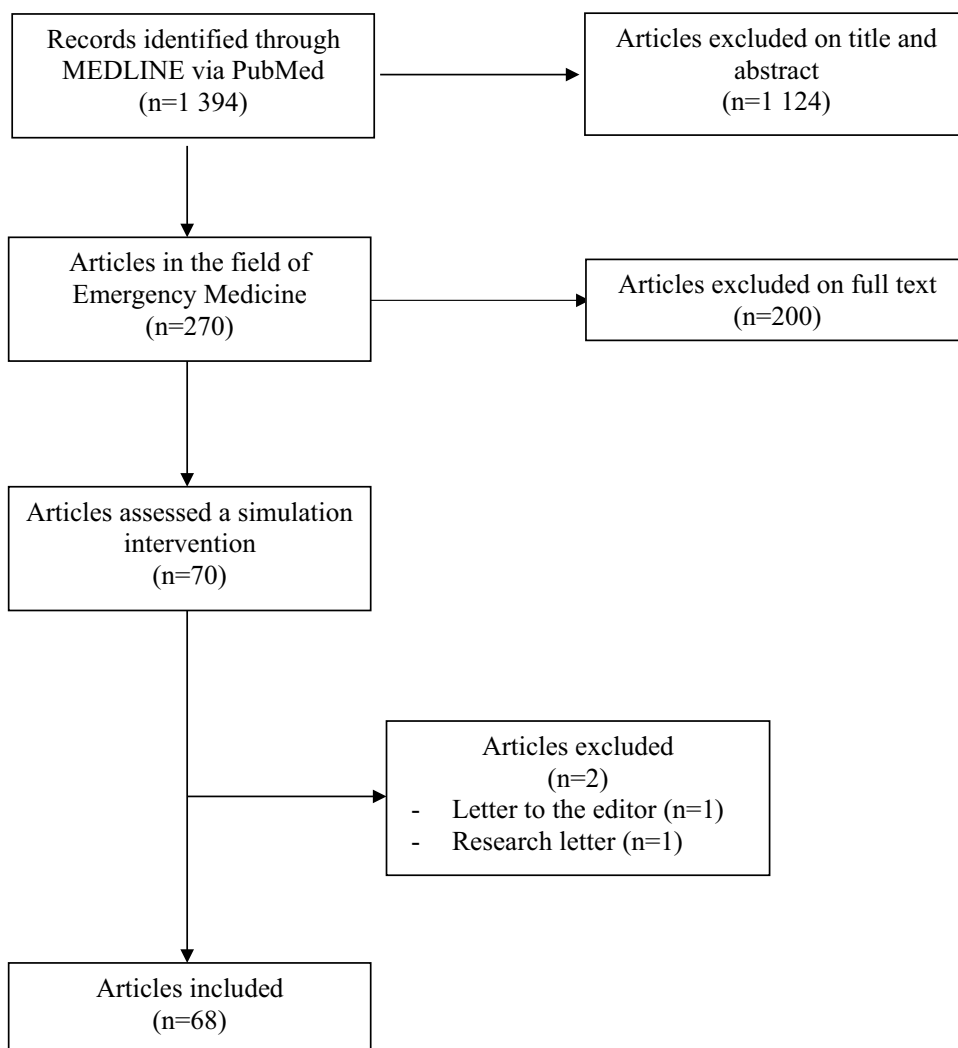 Records identified through
MEDLINE via PubMed
(n=1 394)
Articles excluded on title and
abstract
(n=1 124)
Articles in the field of
Emergency Medicine
(n=270)
Articles excluded on full text
(n=200)
Articles assessed a simulation
intervention
(n=70)
Articles excluded
(n=2)
- Letter to the editor (n=1)
- Research letter (n=1)
Articles included
(n=68)